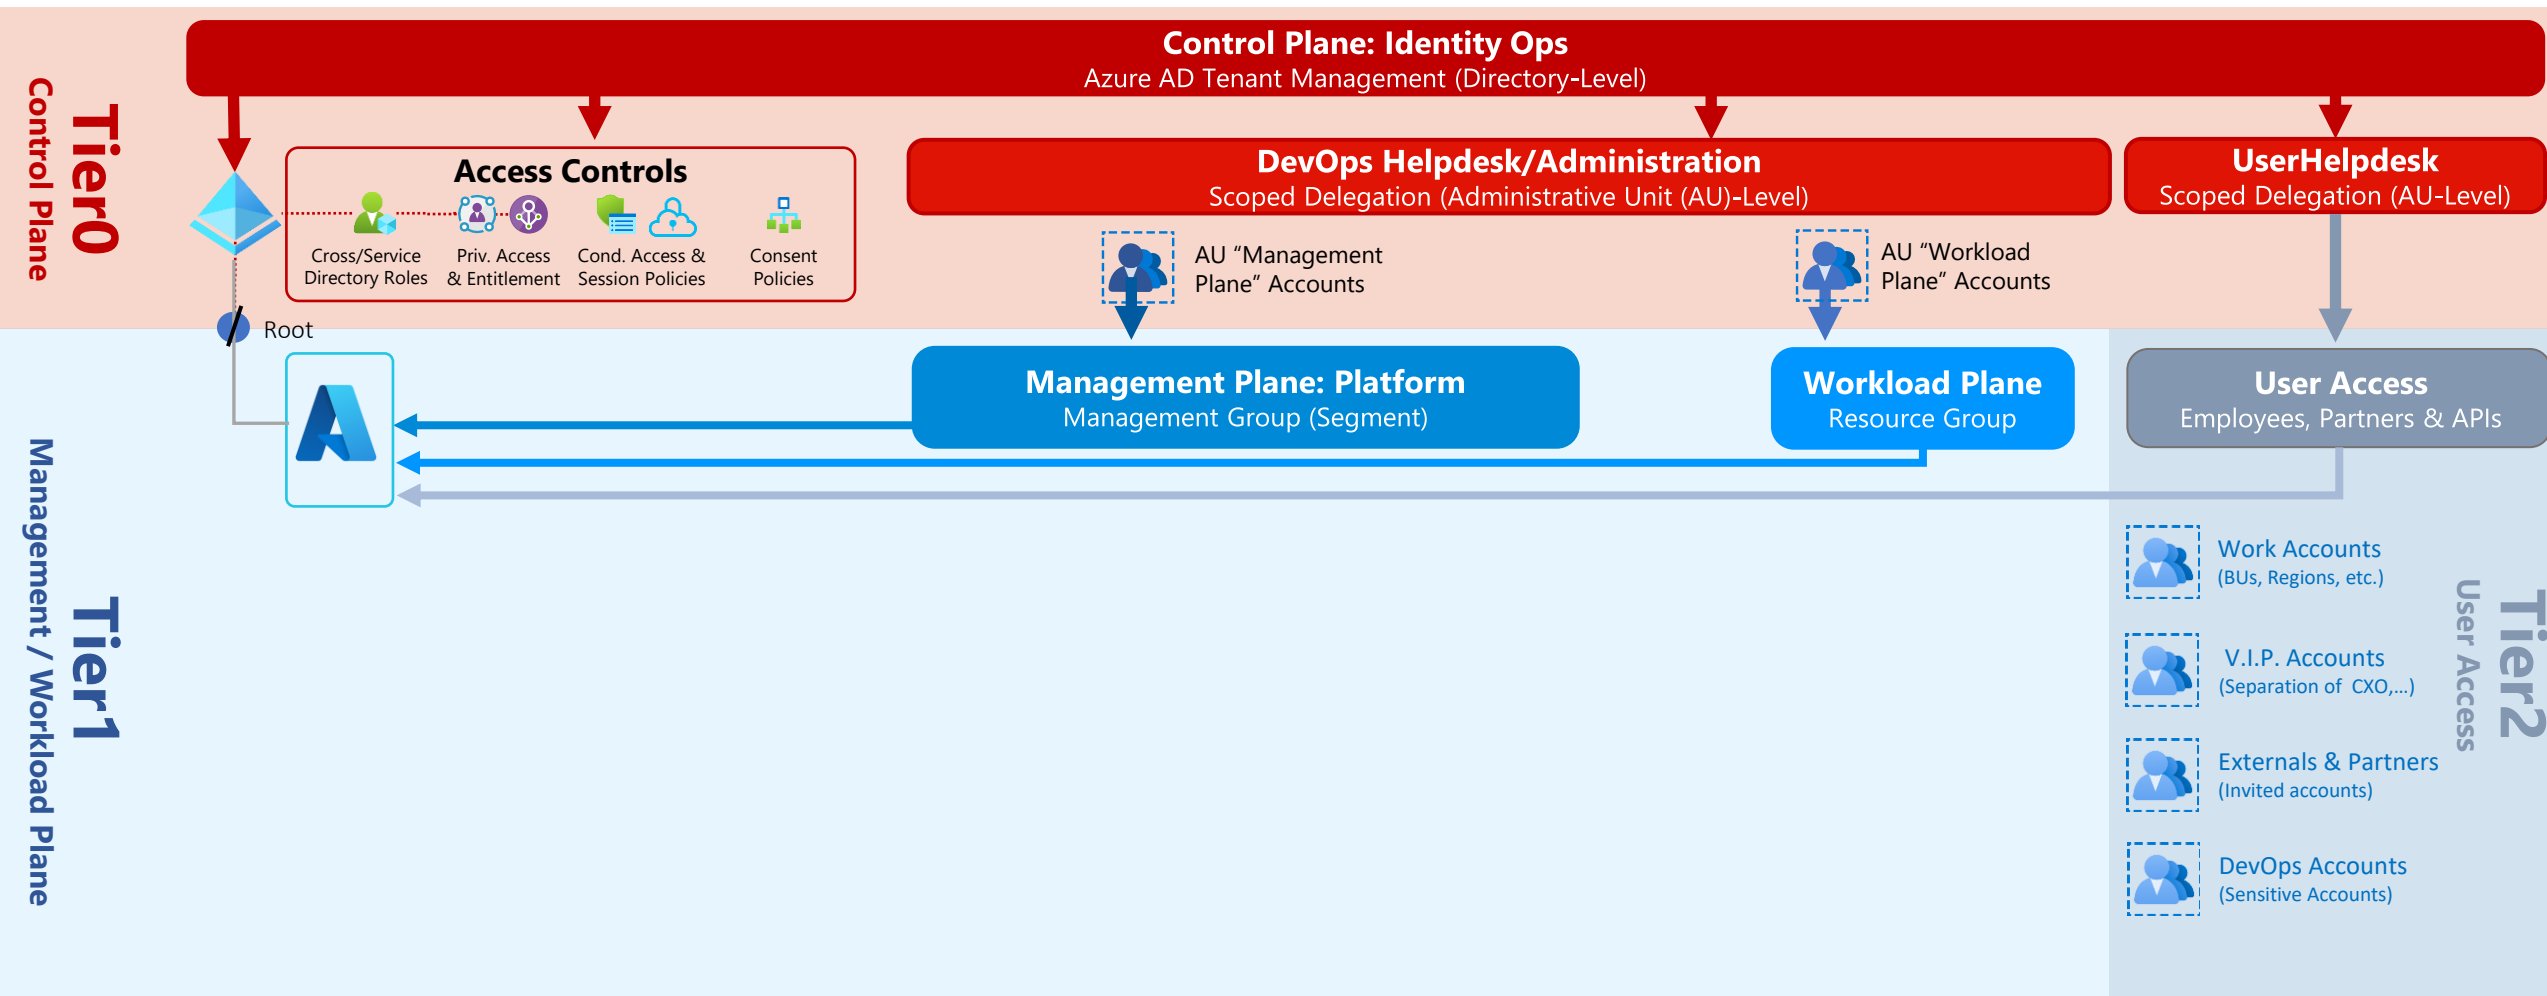 Control Plane: Identity Ops
Azure AD Tenant Management (Directory-Level)
Tier0
Control Plane
Access Controls
Cross/Service
Directory Roles
Priv. Access
& Entitlement
Cond. Access &
Session Policies
Consent
Policies
DevOps Helpdesk/Administration
Scoped Delegation (Administrative Unit (AU)-Level)
UserHelpdesk
Scoped Delegation (AU-Level)
AU “Management
Plane” Accounts
AU “Workload
Plane” Accounts
Root
Management Plane: Platform
Management Group (Segment)
Workload Plane
Resource Group
User Access
Employees, Partners & APIs
Tier1
Management / Workload Plane
Work Accounts
(BUs, Regions, etc.)
V.I.P. Accounts
(Separation of  CXO,...)
Externals & Partners
(Invited accounts)
DevOps Accounts
(Sensitive Accounts)
Tier2
User Access